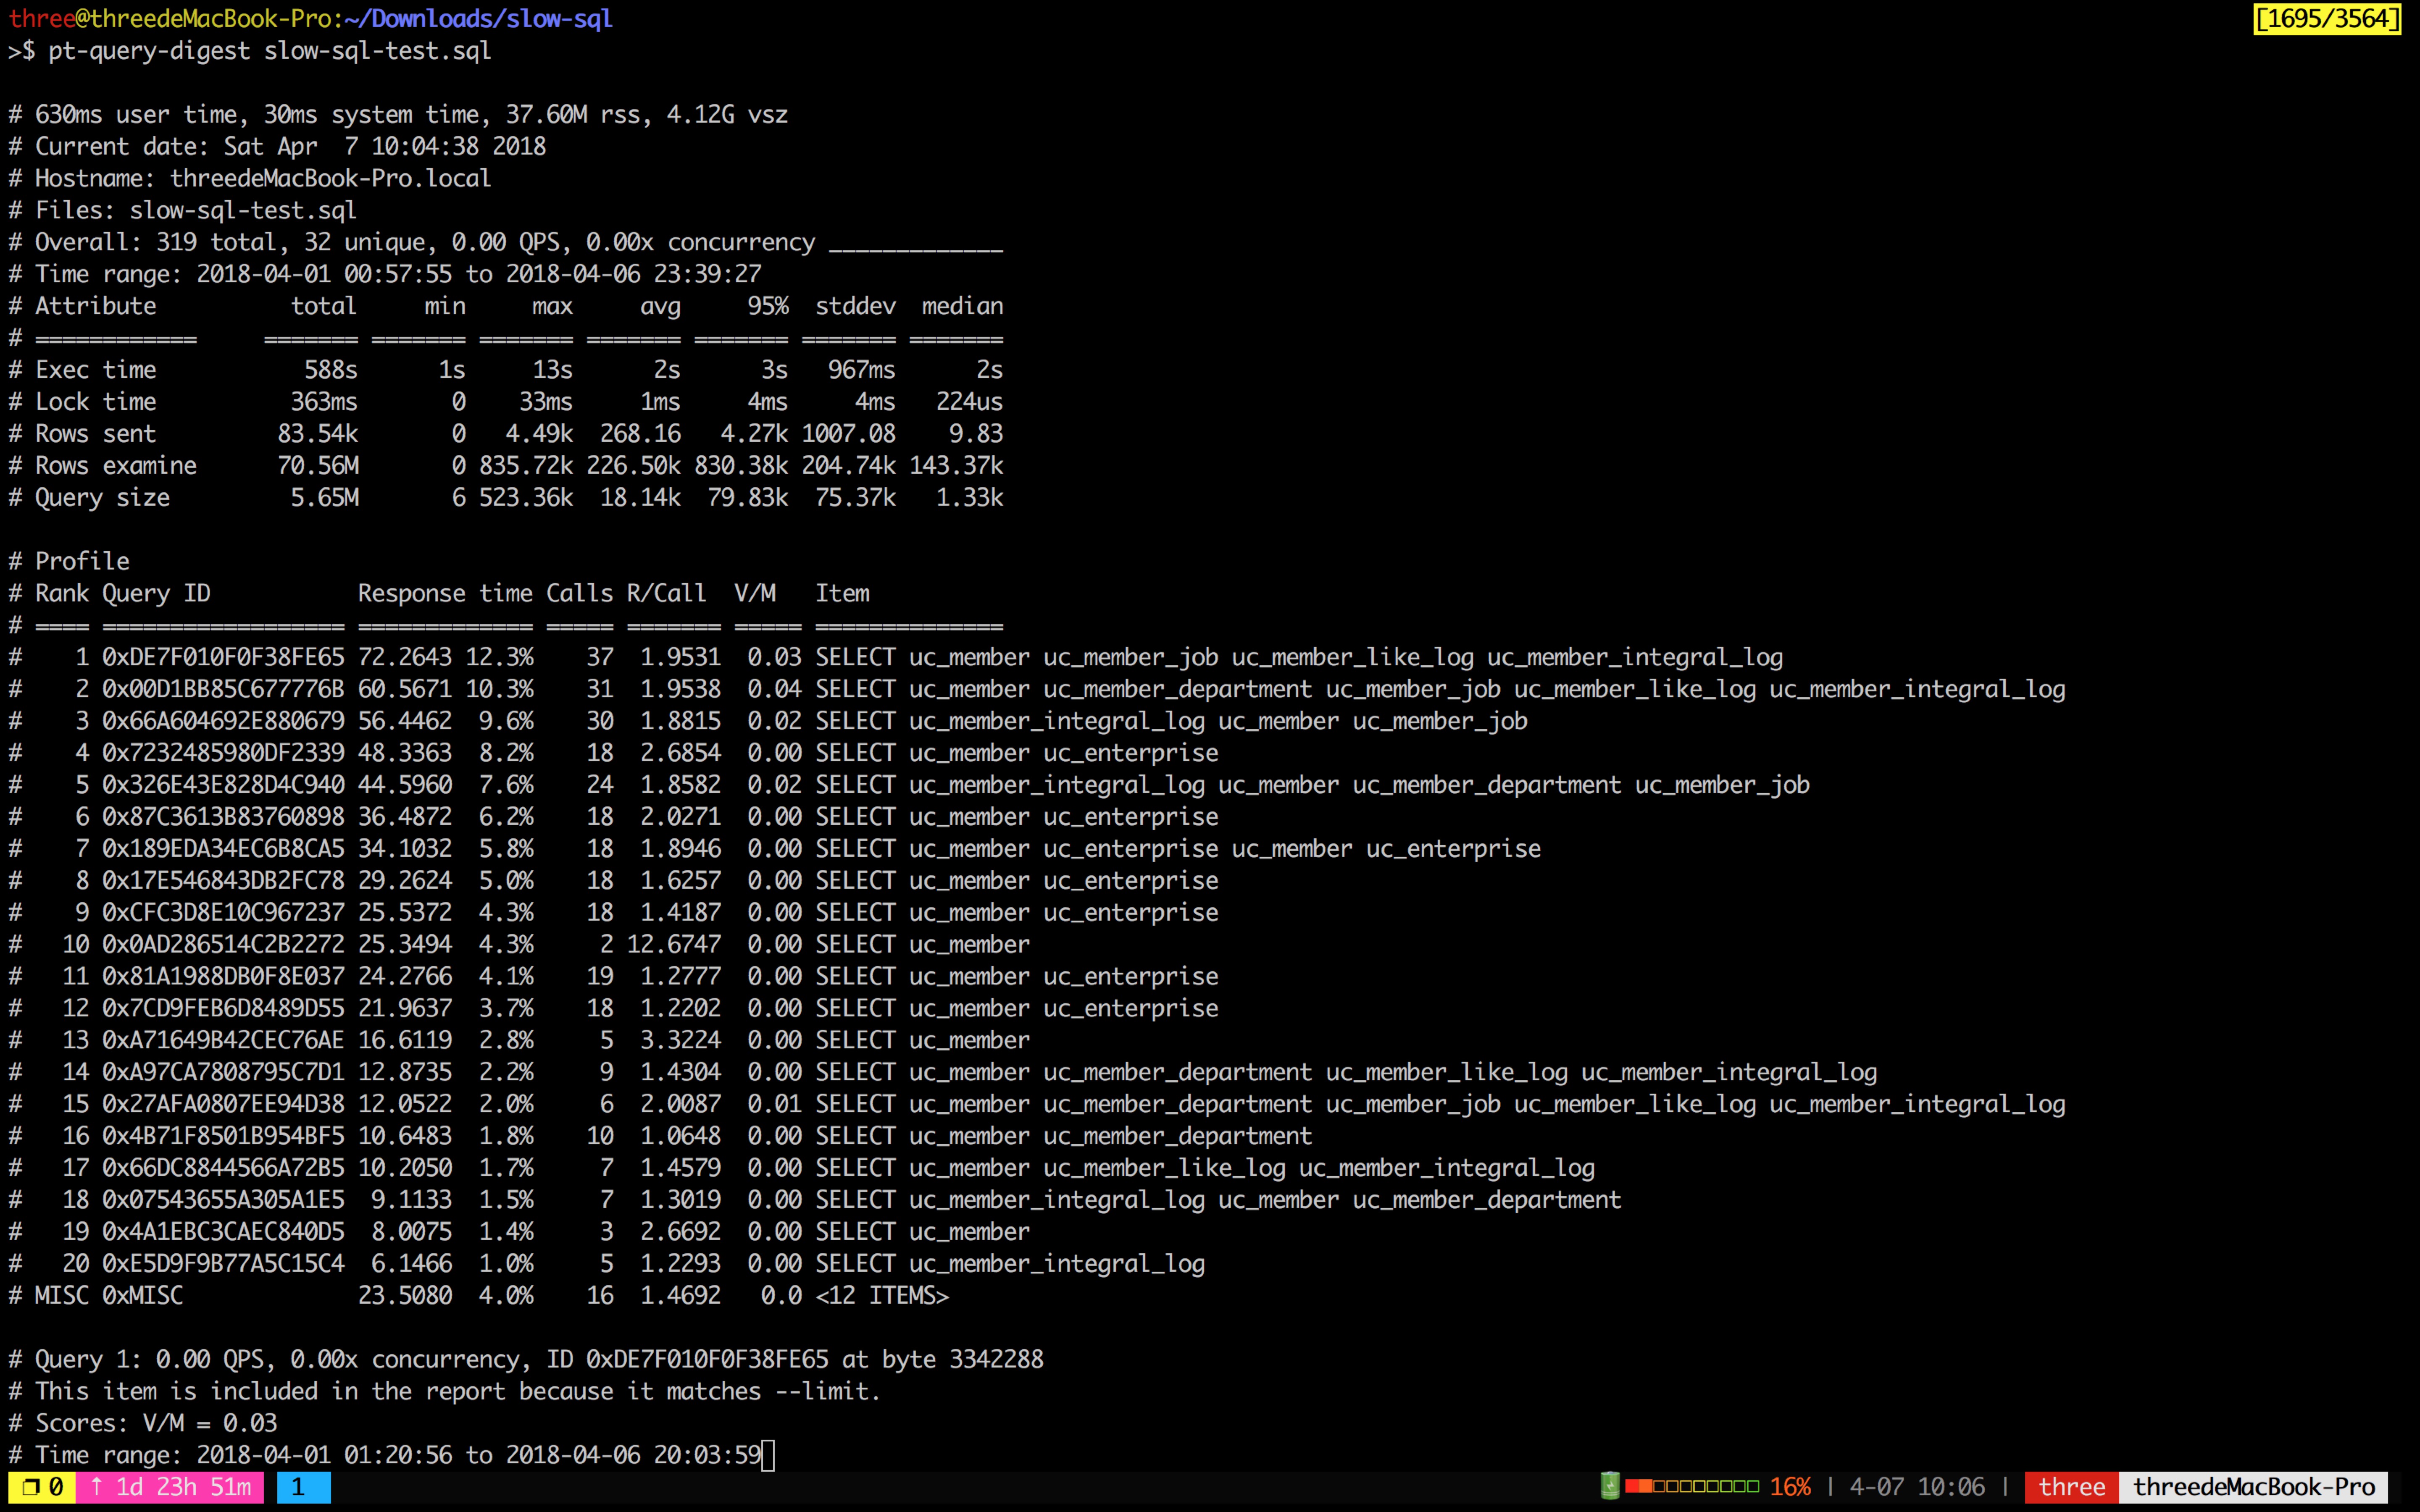 three@threedeMacBook-Pro:~/Downloads/slow-sql [1695/3564]
>$ pt-query-digest slow-sql-test.sql

# 630ms user time, 30ms system time, 37.60M rss, 4.12G vsz
# Current date: Sat Apr  7 10:04:38 2018
# Hostname: threedeMacBook-Pro.local
# Files: slow-sql-test.sql
# Overall: 319 total, 32 unique, 0.00 QPS, 0.00x concurrency _____________
# Time range: 2018-04-01 00:57:55 to 2018-04-06 23:39:27
# Attribute          total     min     max     avg     95%  stddev  median
# ============     ======= ======= ======= ======= ======= ======= =======
# Exec time           588s      1s     13s      2s      3s   967ms      2s
# Lock time          363ms       0    33ms     1ms     4ms     4ms   224us
# Rows sent         83.54k       0   4.49k  268.16   4.27k 1007.08    9.83
# Rows examine      70.56M       0 835.72k 226.50k 830.38k 204.74k 143.37k
# Query size         5.65M       6 523.36k  18.14k  79.83k  75.37k   1.33k

# Profile
# Rank Query ID           Response time Calls R/Call  V/M   Item
# ==== ================== ============= ===== ======= ===== ==============
#    1 0xDE7F010F0F38FE65 72.2643 12.3%    37  1.9531  0.03 SELECT uc_member uc_member_job uc_member_like_log uc_member_integral_log
#    2 0x00D1BB85C677776B 60.5671 10.3%    31  1.9538  0.04 SELECT uc_member uc_member_department uc_member_job uc_member_like_log uc_member_integral_log
#    3 0x66A604692E880679 56.4462  9.6%    30  1.8815  0.02 SELECT uc_member_integral_log uc_member uc_member_job
#    4 0x7232485980DF2339 48.3363  8.2%    18  2.6854  0.00 SELECT uc_member uc_enterprise
#    5 0x326E43E828D4C940 44.5960  7.6%    24  1.8582  0.02 SELECT uc_member_integral_log uc_member uc_member_department uc_member_job
#    6 0x87C3613B83760898 36.4872  6.2%    18  2.0271  0.00 SELECT uc_member uc_enterprise
#    7 0x189EDA34EC6B8CA5 34.1032  5.8%    18  1.8946  0.00 SELECT uc_member uc_enterprise uc_member uc_enterprise
#    8 0x17E546843DB2FC78 29.2624  5.0%    18  1.6257  0.00 SELECT uc_member uc_enterprise
#    9 0xCFC3D8E10C967237 25.5372  4.3%    18  1.4187  0.00 SELECT uc_member uc_enterprise
#   10 0x0AD286514C2B2272 25.3494  4.3%     2 12.6747  0.00 SELECT uc_member
#   11 0x81A1988DB0F8E037 24.2766  4.1%    19  1.2777  0.00 SELECT uc_member uc_enterprise
#   12 0x7CD9FEB6D8489D55 21.9637  3.7%    18  1.2202  0.00 SELECT uc_member uc_enterprise
#   13 0xA71649B42CEC76AE 16.6119  2.8%     5  3.3224  0.00 SELECT uc_member
#   14 0xA97CA7808795C7D1 12.8735  2.2%     9  1.4304  0.00 SELECT uc_member uc_member_department uc_member_like_log uc_member_integral_log
#   15 0x27AFA0807EE94D38 12.0522  2.0%     6  2.0087  0.01 SELECT uc_member uc_member_department uc_member_job uc_member_like_log uc_member_integral_log
#   16 0x4B71F8501B954BF5 10.6483  1.8%    10  1.0648  0.00 SELECT uc_member uc_member_department
#   17 0x66DC8844566A72B5 10.2050  1.7%     7  1.4579  0.00 SELECT uc_member uc_member_like_log uc_member_integral_log
#   18 0x07543655A305A1E5  9.1133  1.5%     7  1.3019  0.00 SELECT uc_member_integral_log uc_member uc_member_department
#   19 0x4A1EBC3CAEC840D5  8.0075  1.4%     3  2.6692  0.00 SELECT uc_member
#   20 0xE5D9F9B77A5C15C4  6.1466  1.0%     5  1.2293  0.00 SELECT uc_member_integral_log
# MISC 0xMISC             23.5080  4.0%    16  1.4692   0.0 <12 ITEMS>

# Query 1: 0.00 QPS, 0.00x concurrency, ID 0xDE7F010F0F38FE65 at byte 3342288
# This item is included in the report because it matches --limit.
# Scores: V/M = 0.03
# Time range: 2018-04-01 01:20:56 to 2018-04-06 20:03:59
❐ 0 ↑ 1d 23h 51m 1 16% | 4-07 10:06 | three threedeMacBook-Pro